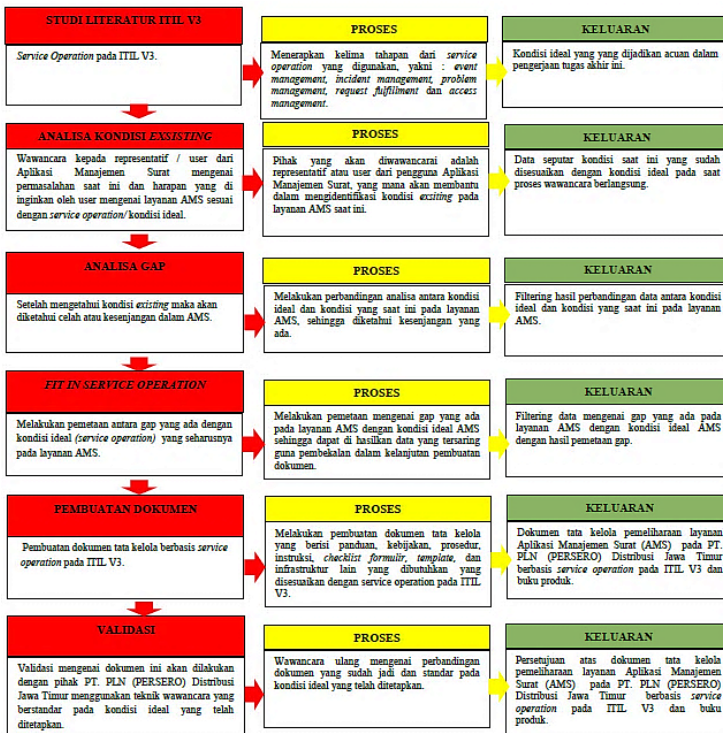 STUDI LITERATUR ITIL V3
Service Operation pada ITIL V3.
PROSES
Menerapkan kelima tahapan dari service
operation yang digunakan, yakni : event
management, incident management, problem
management, request fulfillment dan access
management.
KELUARAN
Kondisi ideal yang yang dijadikan acuan dalam
pengerjaan tugas akhir ini.
ANALISA KONDISI EXSISTING
Wawancara kepada representatif / user dari
Aplikasi Manajemen Surat mengenai
permasalahan saat ini dan harapan yang di
inginkan oleh user mengenai layanan AMS sesuai
dengan service operation/ kondisi ideal.
PROSES
Pihak yang akan diwawancarai adalah
representatif atau user dari pengguna Aplikasi
Manajemen Surat, yang mana akan membantu
dalam mengidentifikasi kondisi exsiting pada
layanan AMS saat ini.
KELUARAN
Data seputar kondisi saat ini yang sudah
disesuaikan dengan kondisi ideal pada saat
proses wawancara berlangsung.
ANALISA GAP
Setelah mengetahui kondisi existing maka akan
diketahui celah atau kesenjangan dalam AMS.
PROSES
Melakukan perbandingan analisa antara kondisi
ideal dan kondisi yang saat ini pada layanan
AMS, sehingga diketahui kesenjangan yang
ada.
KELUARAN
Filtering hasil perbandingan data antara kondisi
ideal dan kondisi yang saat ini pada layanan
AMS.
FIT IN SERVICE OPERATION
Melakukan pemetaan antara gap yang ada dengan
kondisi ideal (service operation) yang seharusnya
pada layanan AMS.
PROSES
Melakukan pemetaan mengenai gap yang ada
pada layanan AMS dengan kondisi ideal AMS
sehingga dapat di hasilkan data yang tersaring
guna pembekalan dalam kelanjutan pembuatan
dokumen.
KELUARAN
Filtering data mengenai gap yang ada pada
layanan AMS dengan kondisi ideal AMS
dengan hasil pemetaan gap.
PEMBUATAN DOKUMEN
Pembuatan dokumen tata kelola berbasis service
operation pada ITIL V3.
PROSES
Melakukan pembuatan dokumen tata kelola
yang berisi panduan, kebijakan, prosedur,
instruksi, checklist formulir, template, dan
infrastruktur lain yang dibutuhkan yang
disesuaikan dengan service operation pada ITIL
V3.
KELUARAN
Dokumen tata kelola pemeliharaan layanan
Aplikasi Manajemen Surat (AMS) pada PT.
PLN (PERSERO) Distribusi Jawa Timur
berbasis service operation pada ITIL V3 dan
buku produk.
VALIDASI
Validasi mengenai dokumen ini akan dilakukan
dengan pihak PT. PLN (PERSERO) Distribusi
Jawa Timur menggunakan teknik wawancara yang
berstandar pada kondisi ideal yang telah
ditetapkan.
PROSES
Wawancara ulang mengenai perbandingan
dokumen yang sudah jadi dan standar pada
kondisi ideal yang telah ditetapkan.
KELUARAN
Persetujuan atas dokumen tata kelola
pemeliharaan layanan Aplikasi Manajemen
Surat (AMS) pada PT. PLN (PERSERO)
Distribusi Jawa Timur berbasis service
operation pada ITIL V3 dan buku
produk.